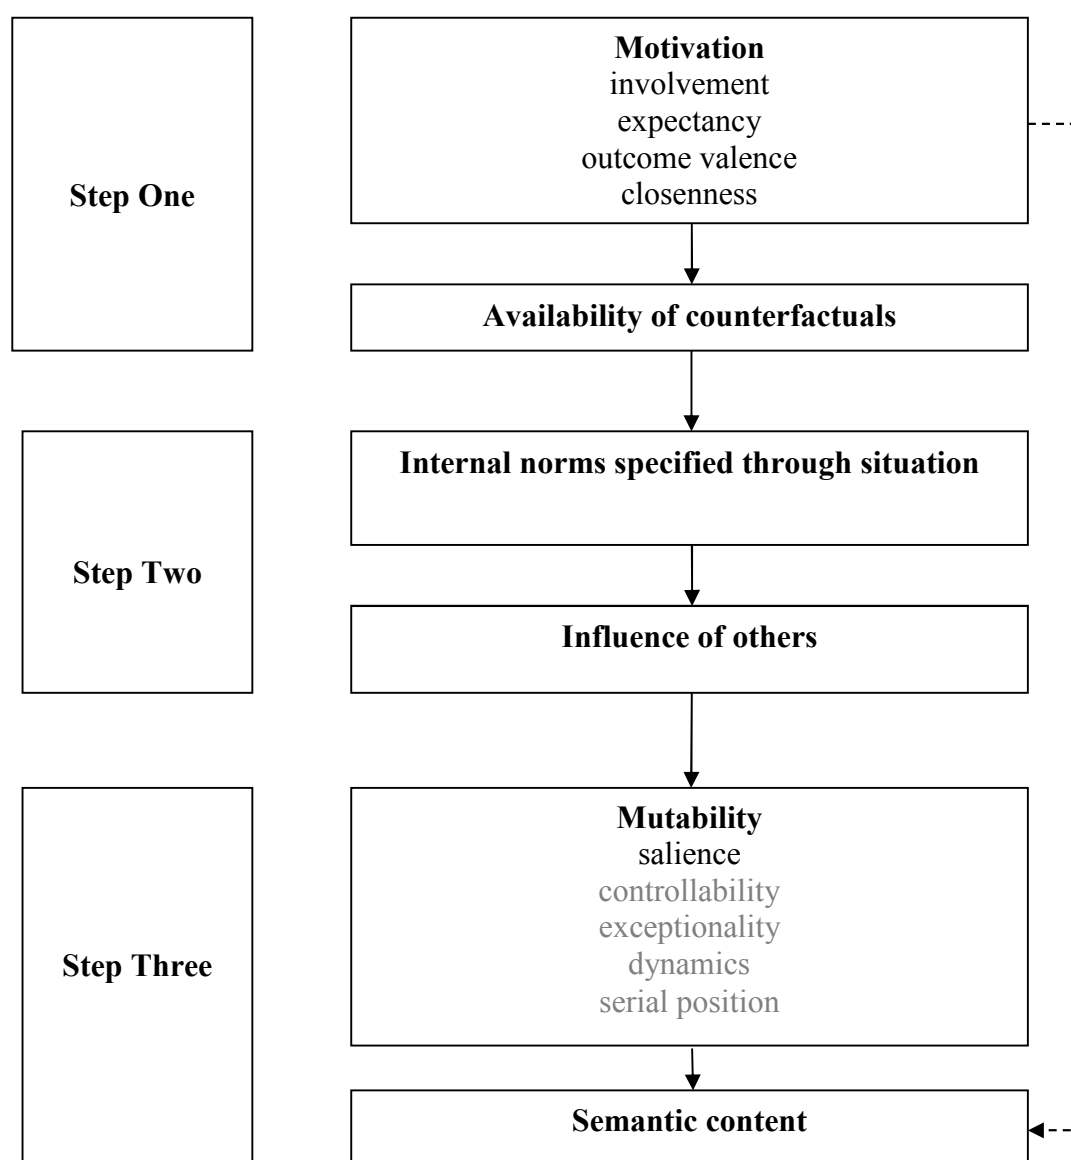 Step One
Motivation
involvement
expectancy
outcome valence
closenness
Availability of counterfactuals
Step Two
Internal norms specified through situation
Influence of others
Step Three
Mutability
salience
controllability
exceptionality
dynamics
serial position
Semantic content